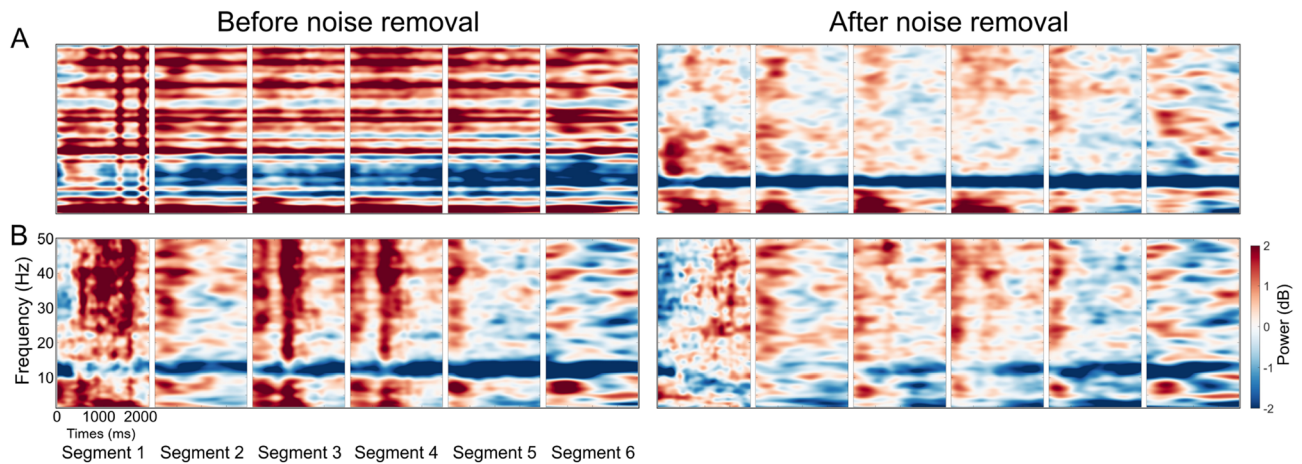 Before noise removal
After noise removal
A
B
50
40
30
20
10
Frequency (Hz)
0
1000
2000
Times (ms)
Segment 1
Segment 2
Segment 3
Segment 4
Segment 5
Segment 6
2
1
0
-1
-2
Power (dB)